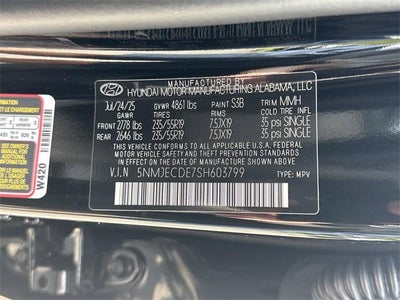 MANUFACTURED BY
HYUNDAI MOTOR MANUFACTURING ALABAMA, LLC
Jul/24/25 GVWR 4861 lbs PAINT S3B TRIM MMH
GAWR TIRES RIMS COLD TIRE INFL
FRONT 2778 lbs 235/55R19 7.5JX19 35 psi SINGLE
REAR 2646 lbs 235/55R19 7.5JX19 35 psi SINGLE
THIS VEHICLE CONFORMS TO ALL APPLICABLE U.S.A. FEDERAL
MOTOR VEHICLE SAFETY AND THEFT PREVENTION STANDARDS
IN EFFECT ON THE DATE OF MANUFACTURE SHOWN ABOVE.
V.I.N 5NMJECDE7SH603799 TYPE: MPV
W420